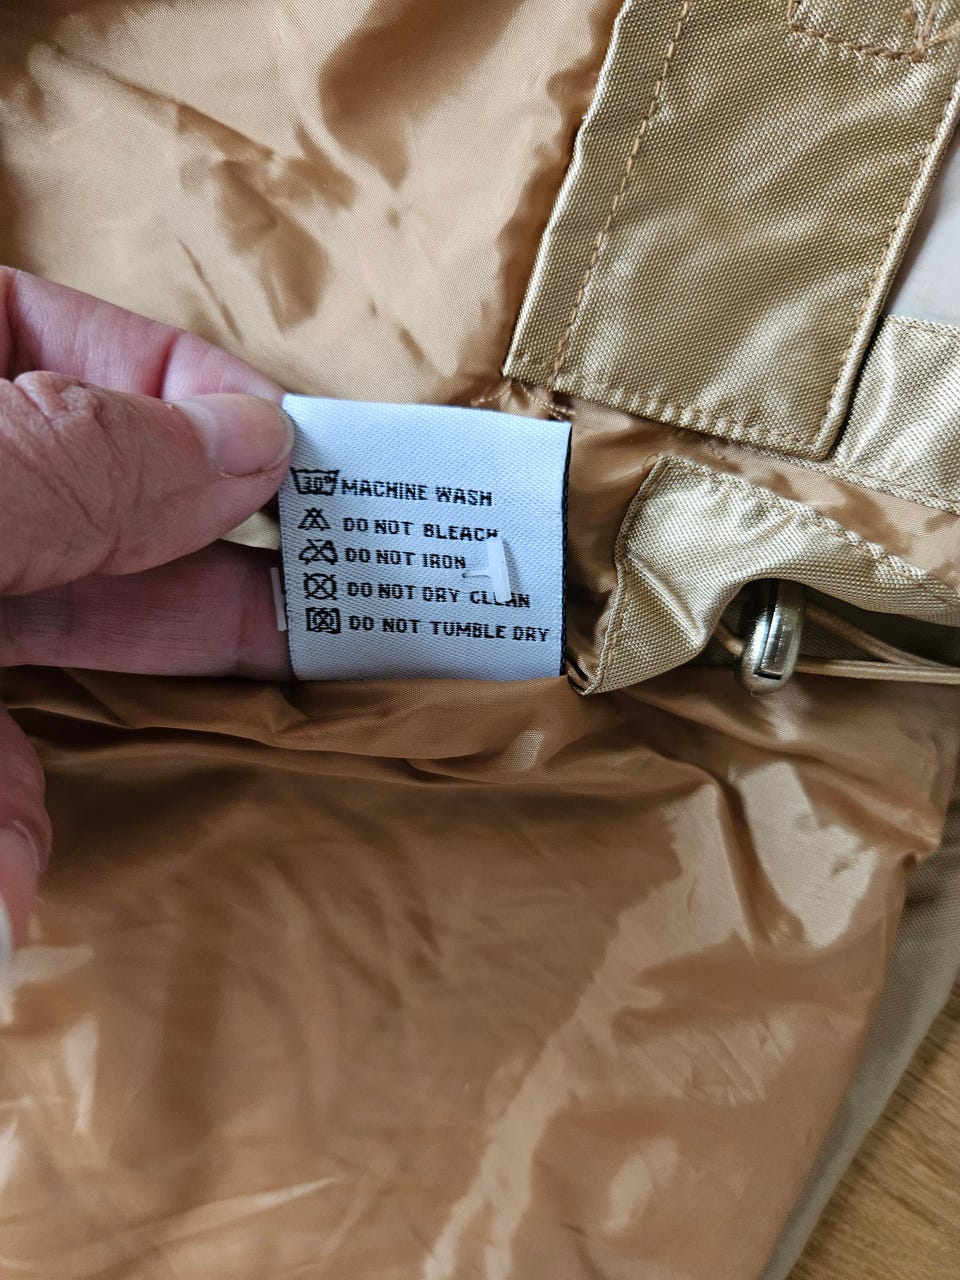 30° MACHINE WASH
DO NOT BLEACH
DO NOT IRON
DO NOT DRY CLEAN
DO NOT TUMBLE DRY